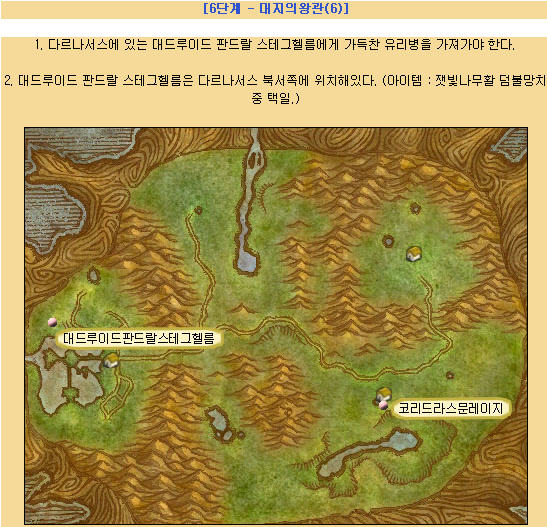 [6단계 - 대지의왕관(6)]
1. 다르나서스에 있는 대드루이드 판드랄 스테그헬름에게 가득찬 유리병을 가져가야 한다.
2. 대드루이드 판드랄 스테그헬름은 다르나서스 북서쪽에 위치해있다. (아이템 : 잿빛나무활 덤불망치
중 택일.)
대드루이드판드랄스테그헬름
코리드라스문레이지